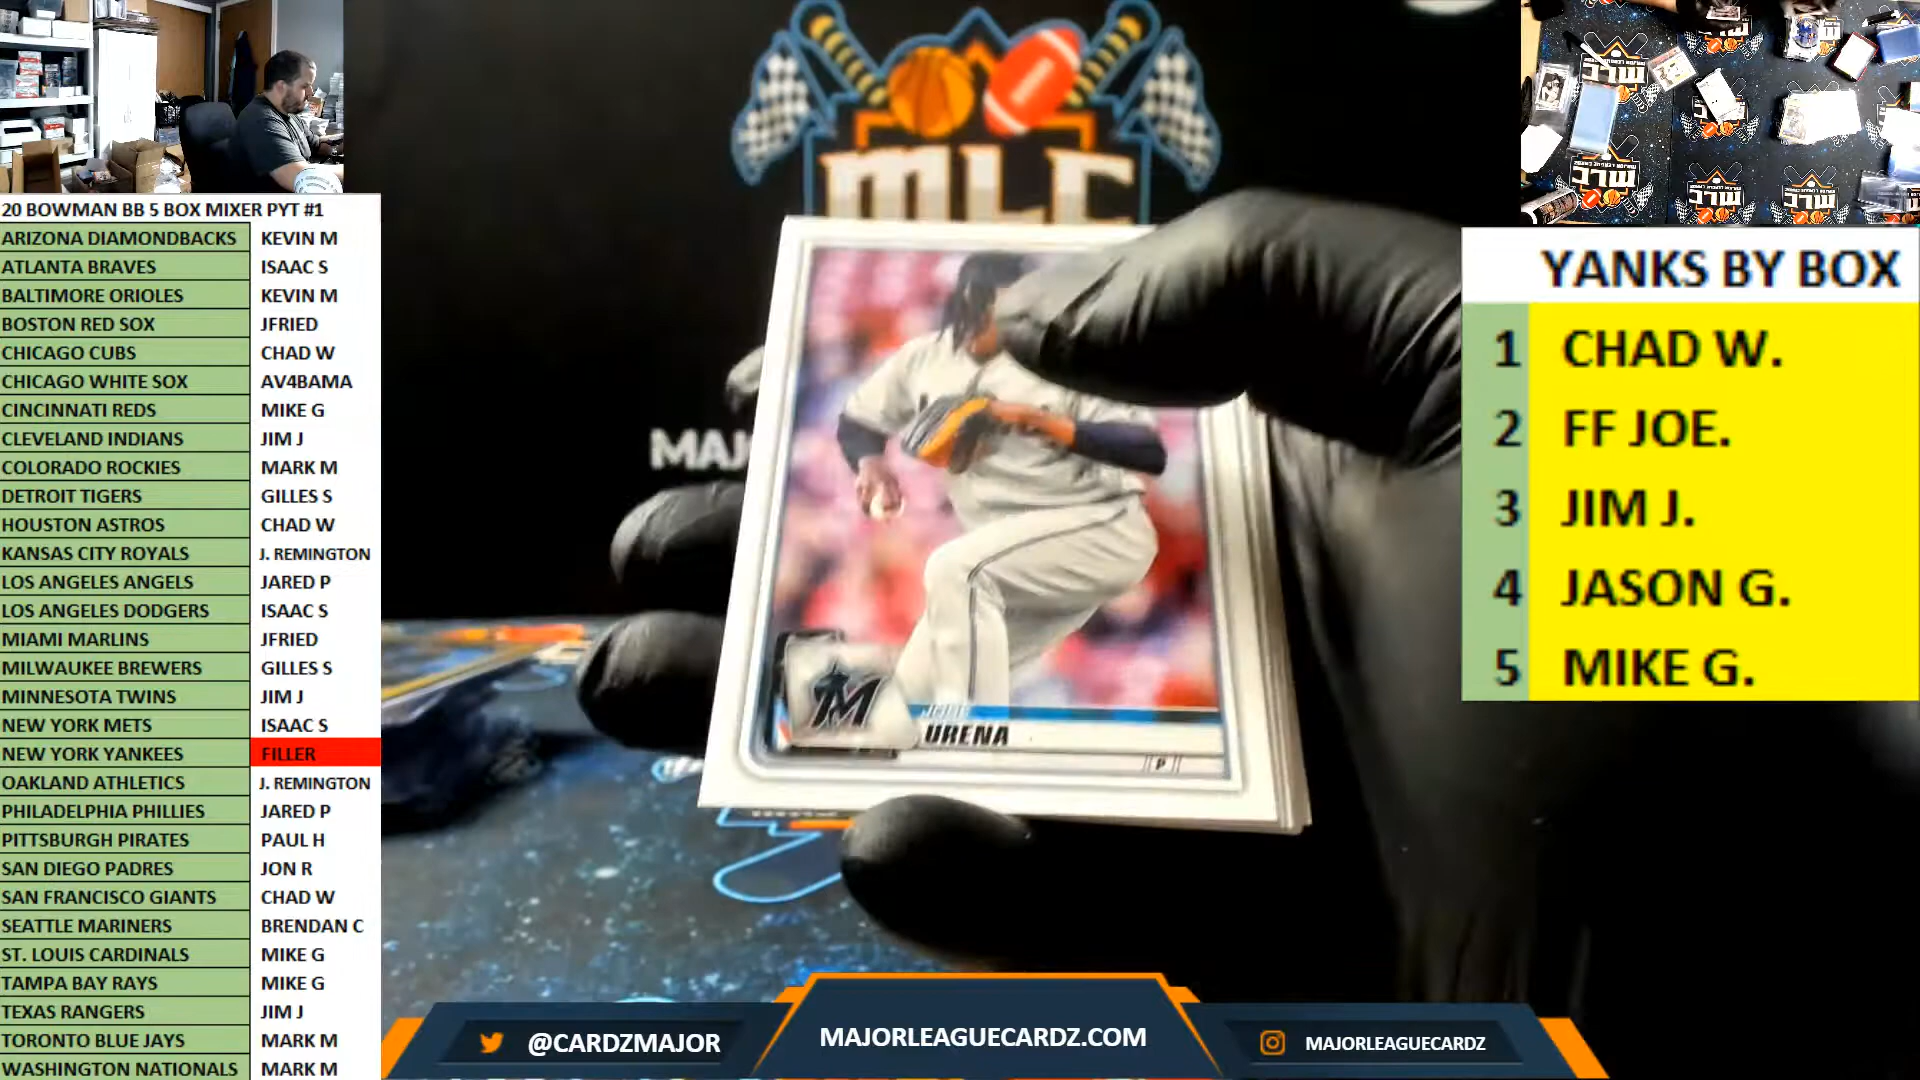 20 BOWMAN BB 5 BOX MIXER PYT #1
ARIZONA DIAMONDBACKS KEVIN M
ATLANTA BRAVES ISAAC S
BALTIMORE ORIOLES KEVIN M
BOSTON RED SOX JFRIED
CHICAGO CUBS CHAD W
CHICAGO WHITE SOX AV4BAMA
CINCINNATI REDS MIKE G
CLEVELAND INDIANS JIM J
COLORADO ROCKIES MARK M
DETROIT TIGERS GILLES S
HOUSTON ASTROS CHAD W
KANSAS CITY ROYALS J. REMINGTON
LOS ANGELES ANGELS JARED P
LOS ANGELES DODGERS ISAAC S
MIAMI MARLINS JFRIED
MILWAUKEE BREWERS GILLES S
MINNESOTA TWINS JIM J
NEW YORK METS ISAAC S
NEW YORK YANKEES FILLER
OAKLAND ATHLETICS J. REMINGTON
PHILADELPHIA PHILLIES JARED P
PITTSBURGH PIRATES PAUL H
SAN DIEGO PADRES JON R
SAN FRANCISCO GIANTS CHAD W
SEATTLE MARINERS BRENDAN C
ST. LOUIS CARDINALS MIKE G
TAMPA BAY RAYS MIKE G
TEXAS RANGERS JIM J
TORONTO BLUE JAYS MARK M
WASHINGTON NATIONALS MARK M
MLC
MAJ
M
JOSE
URENA
P
YANKS BY BOX
1 CHAD W.
2 FF JOE.
3 JIM J.
4 JASON G.
5 MIKE G.
@CARDZMAJOR
MAJORLEAGUECARDZ.COM
MAJORLEAGUECARDZ